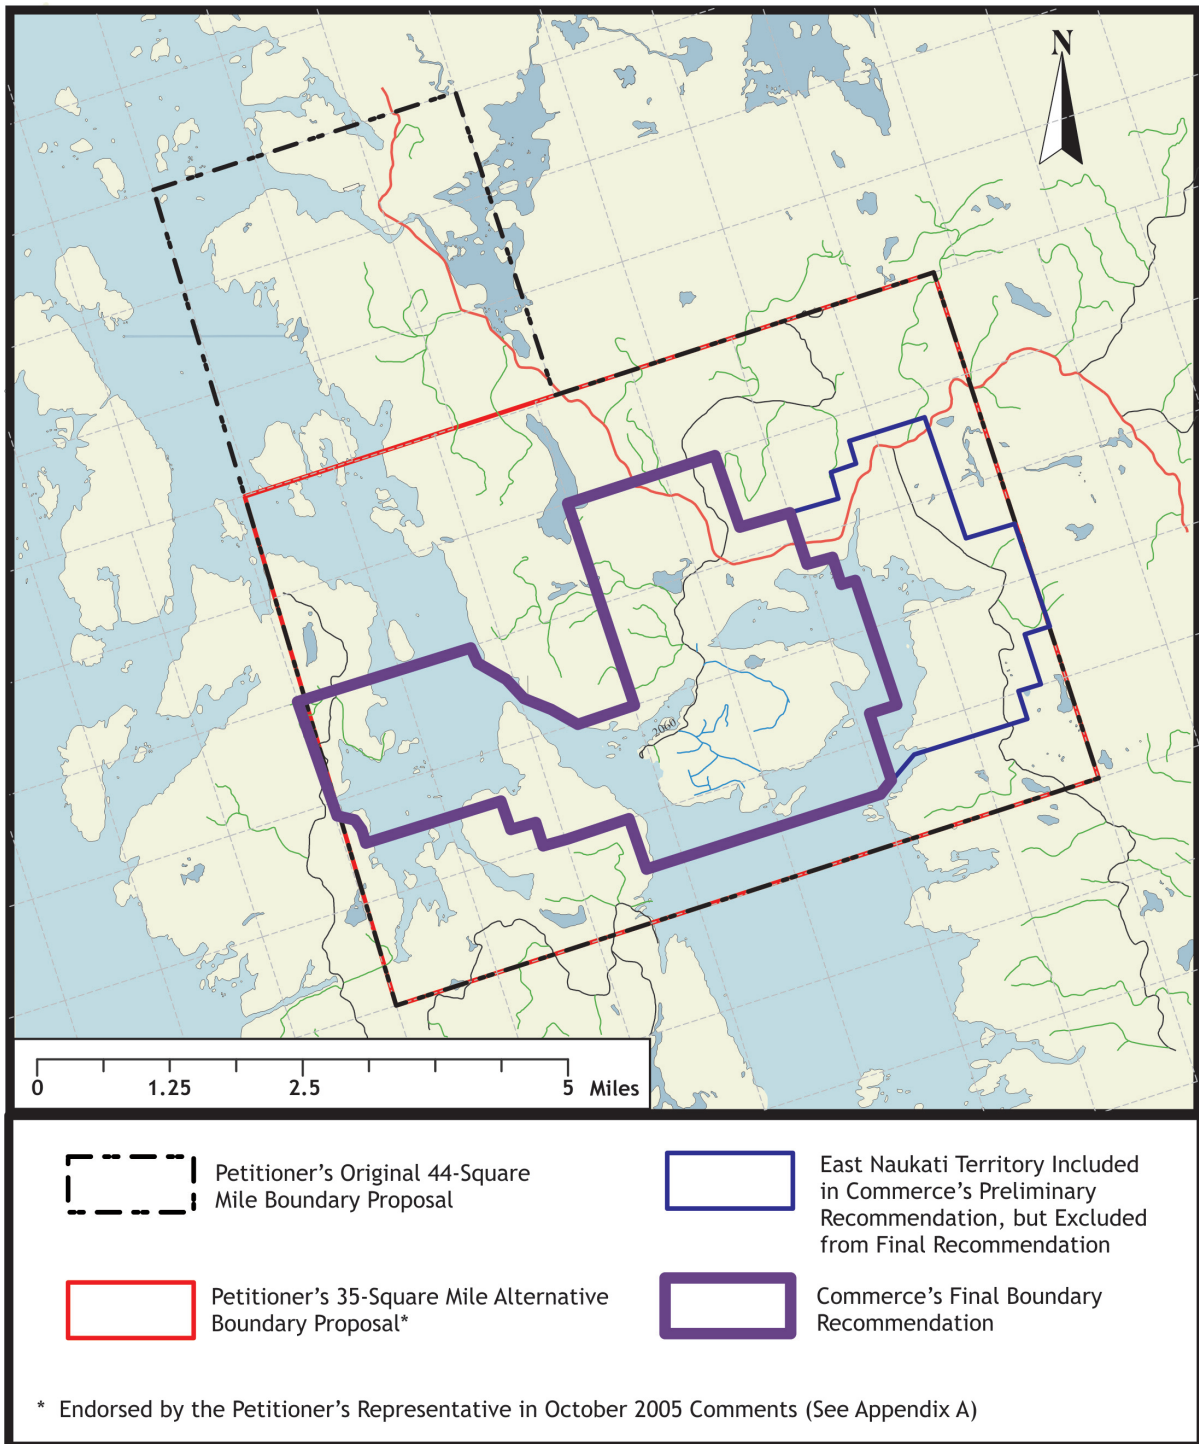 N
2060
0 1.25 2.5 5 Miles
Petitioner's Original 44-Square
Mile Boundary Proposal
East Naukati Territory Included
in Commerce's Preliminary
Recommendation, but Excluded
from Final Recommendation
Petitioner's 35-Square Mile Alternative
Boundary Proposal*
Commerce's Final Boundary
Recommendation
* Endorsed by the Petitioner's Representative in October 2005 Comments (See Appendix A)